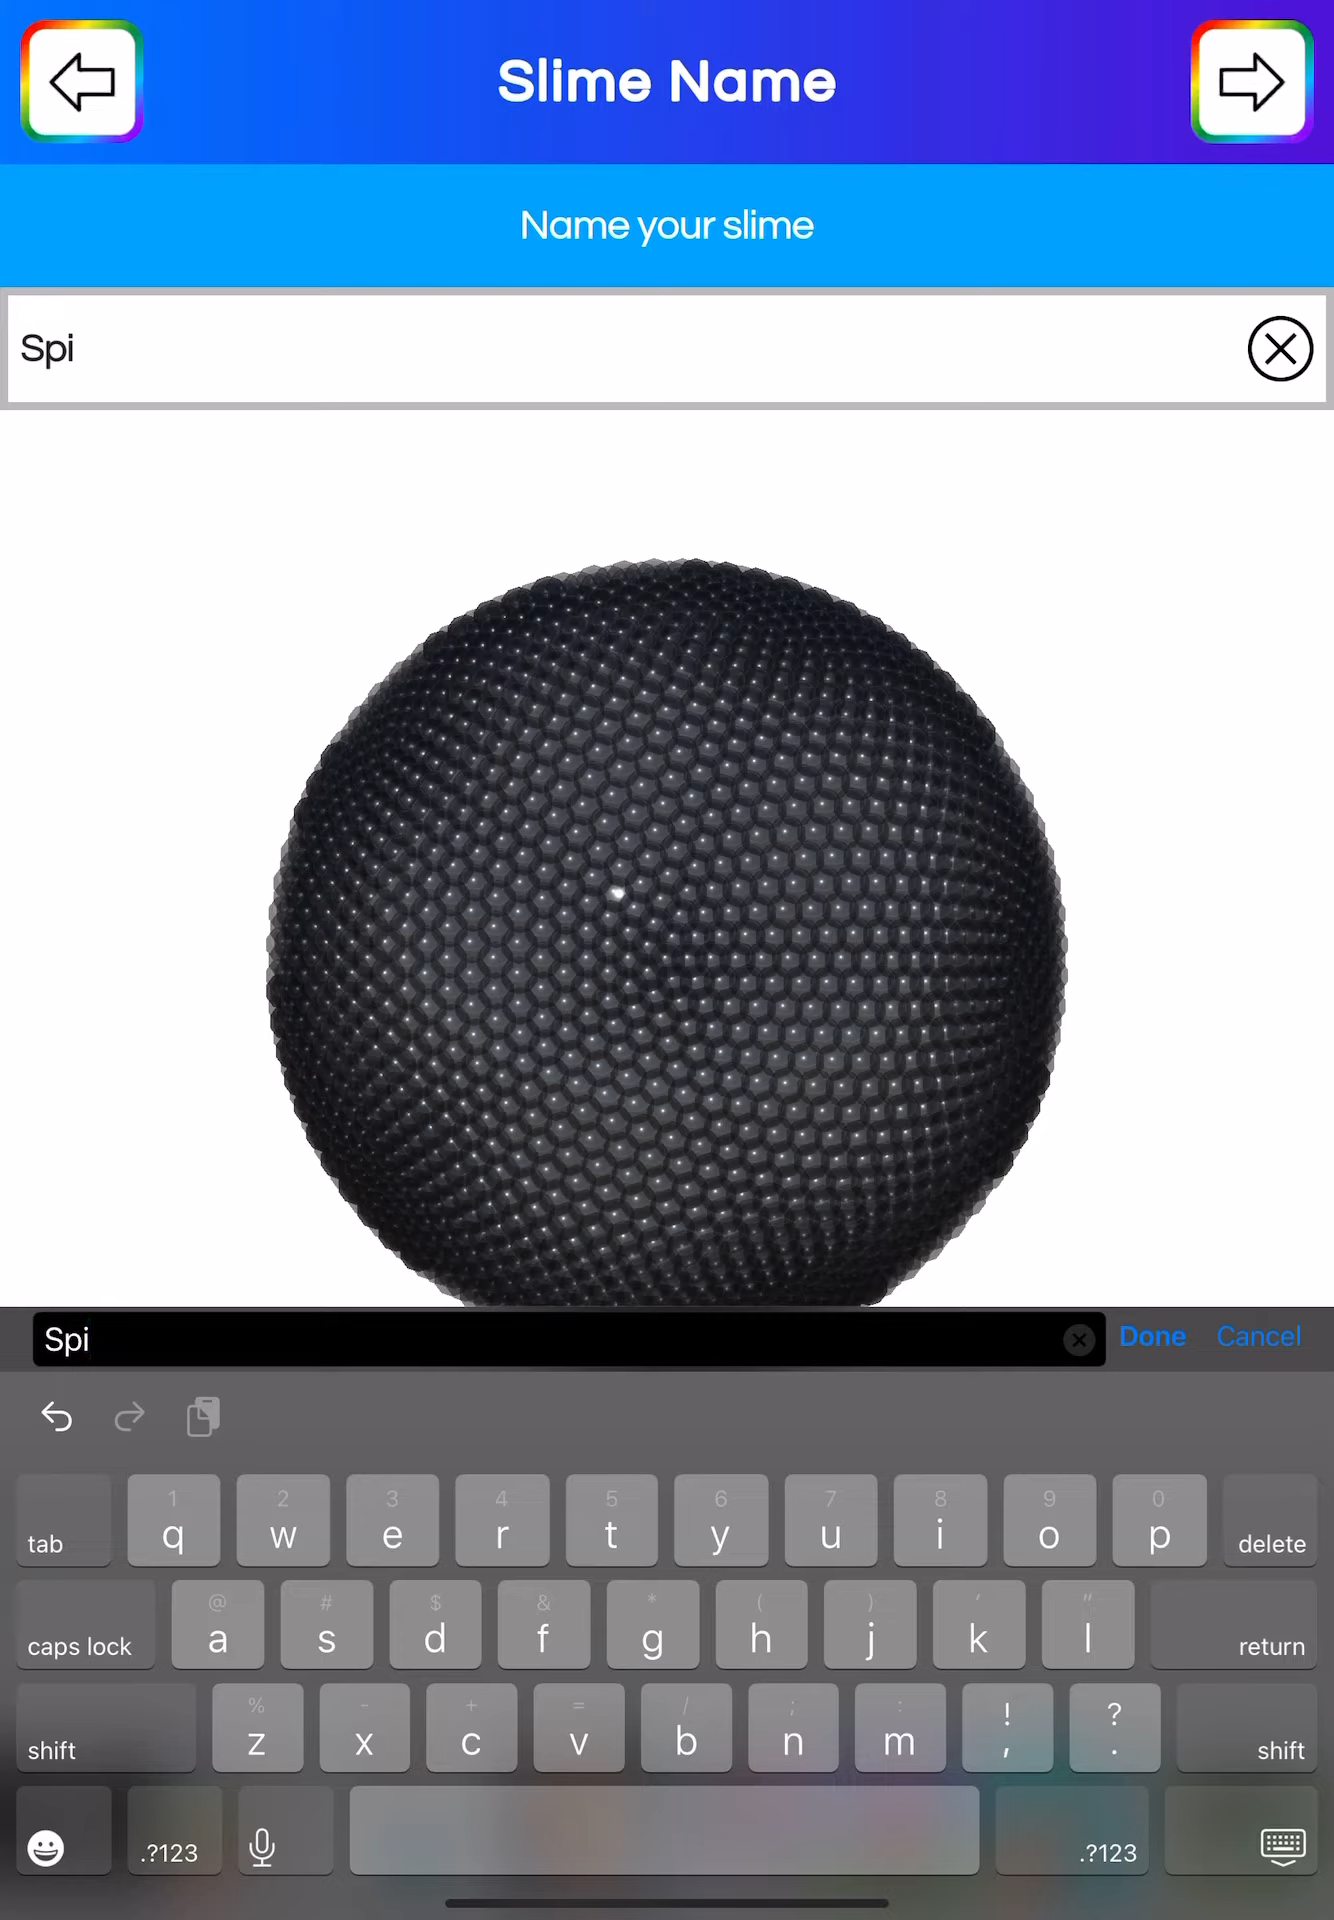 Slime Name
Name your slime
Spi
Spi
Done Cancel
1 2 3 4 5 6 7 8 9 0
tab q w e r t y u i o p delete
@ # $ & * ( ) ' "
caps lock a s d f g h j k l return
% - + = / ; : ! ?
shift z x c v b n m , . shift
.?123 .?123